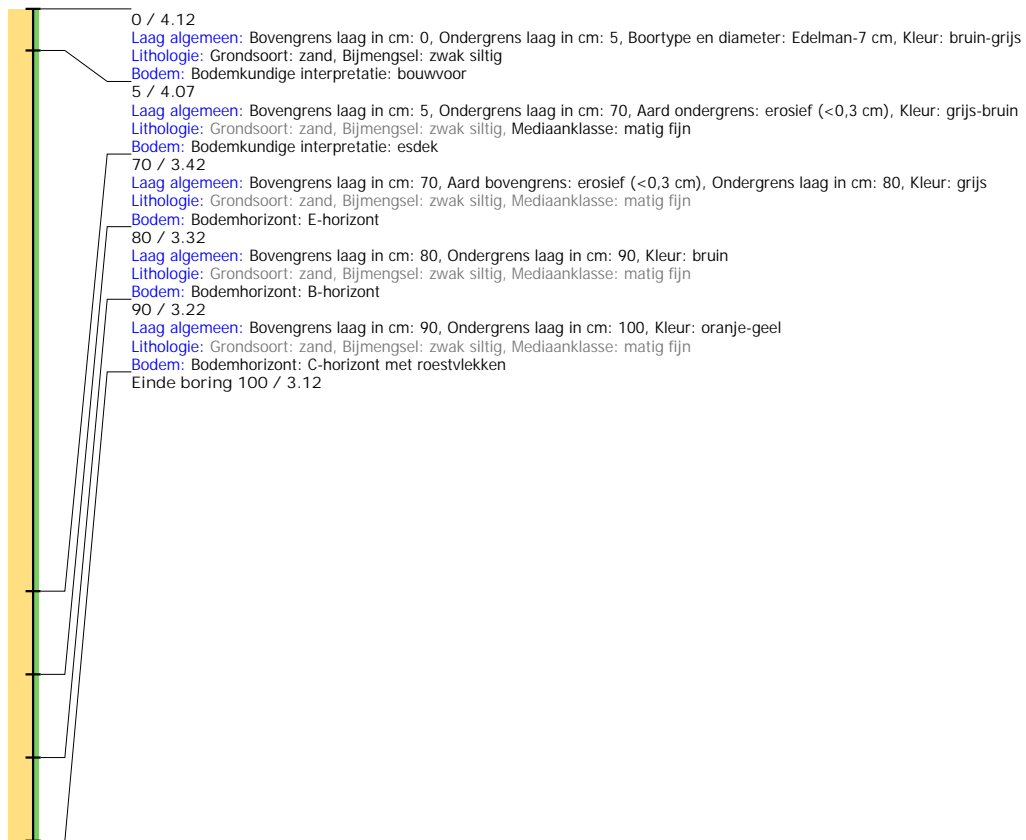 0 / 4.12
Laag algemeen: Bovengrens laag in cm: 0, Ondergrens laag in cm: 5, Boortype en diameter: Edelman-7 cm, Kleur: bruin-grijs
Lithologie: Grondsoort: zand, Bijmengsel: zwak siltig
Bodem: Bodemkundige interpretatie: bouwvoor
5 / 4.07
Laag algemeen: Bovengrens laag in cm: 5, Ondergrens laag in cm: 70, Aard ondergrens: erosief (<0,3 cm), Kleur: grijs-bruin
Lithologie: Grondsoort: zand, Bijmengsel: zwak siltig, Mediaanklasse: matig fijn
Bodem: Bodemkundige interpretatie: esdek
70 / 3.42
Laag algemeen: Bovengrens laag in cm: 70, Aard bovengrens: erosief (<0,3 cm), Ondergrens laag in cm: 80, Kleur: grijs
Lithologie: Grondsoort: zand, Bijmengsel: zwak siltig, Mediaanklasse: matig fijn
Bodem: Bodemhorizont: E-horizont
80 / 3.32
Laag algemeen: Bovengrens laag in cm: 80, Ondergrens laag in cm: 90, Kleur: bruin
Lithologie: Grondsoort: zand, Bijmengsel: zwak siltig, Mediaanklasse: matig fijn
Bodem: Bodemhorizont: B-horizont
90 / 3.22
Laag algemeen: Bovengrens laag in cm: 90, Ondergrens laag in cm: 100, Kleur: oranje-geel
Lithologie: Grondsoort: zand, Bijmengsel: zwak siltig, Mediaanklasse: matig fijn
Bodem: Bodemhorizont: C-horizont met roestvlekken
Einde boring 100 / 3.12